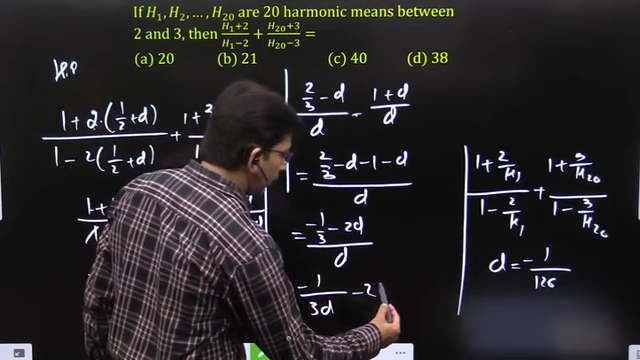 If H₁, H₂, … , H₂₀ are 20 harmonic means between
2 and 3, then (H₁+2)/(H₁−2) + (H₂₀+3)/(H₂₀−3) =
(a) 20 (b) 21 (c) 40 (d) 38
H.P
(1 + 2·(1/2 + d))/(1 − 2(1/2 + d)) +
(2/3 − d)/d − (1+d)/d
= (2/3 − d − 1 − d)/d
= (−1/3 − 2d)/d
−1/3d − 2
(1 + 2/H₁)/(1 − 2/H₁) + (1 + 3/H₂₀)/(1 − 3/H₂₀)
d = −1/126